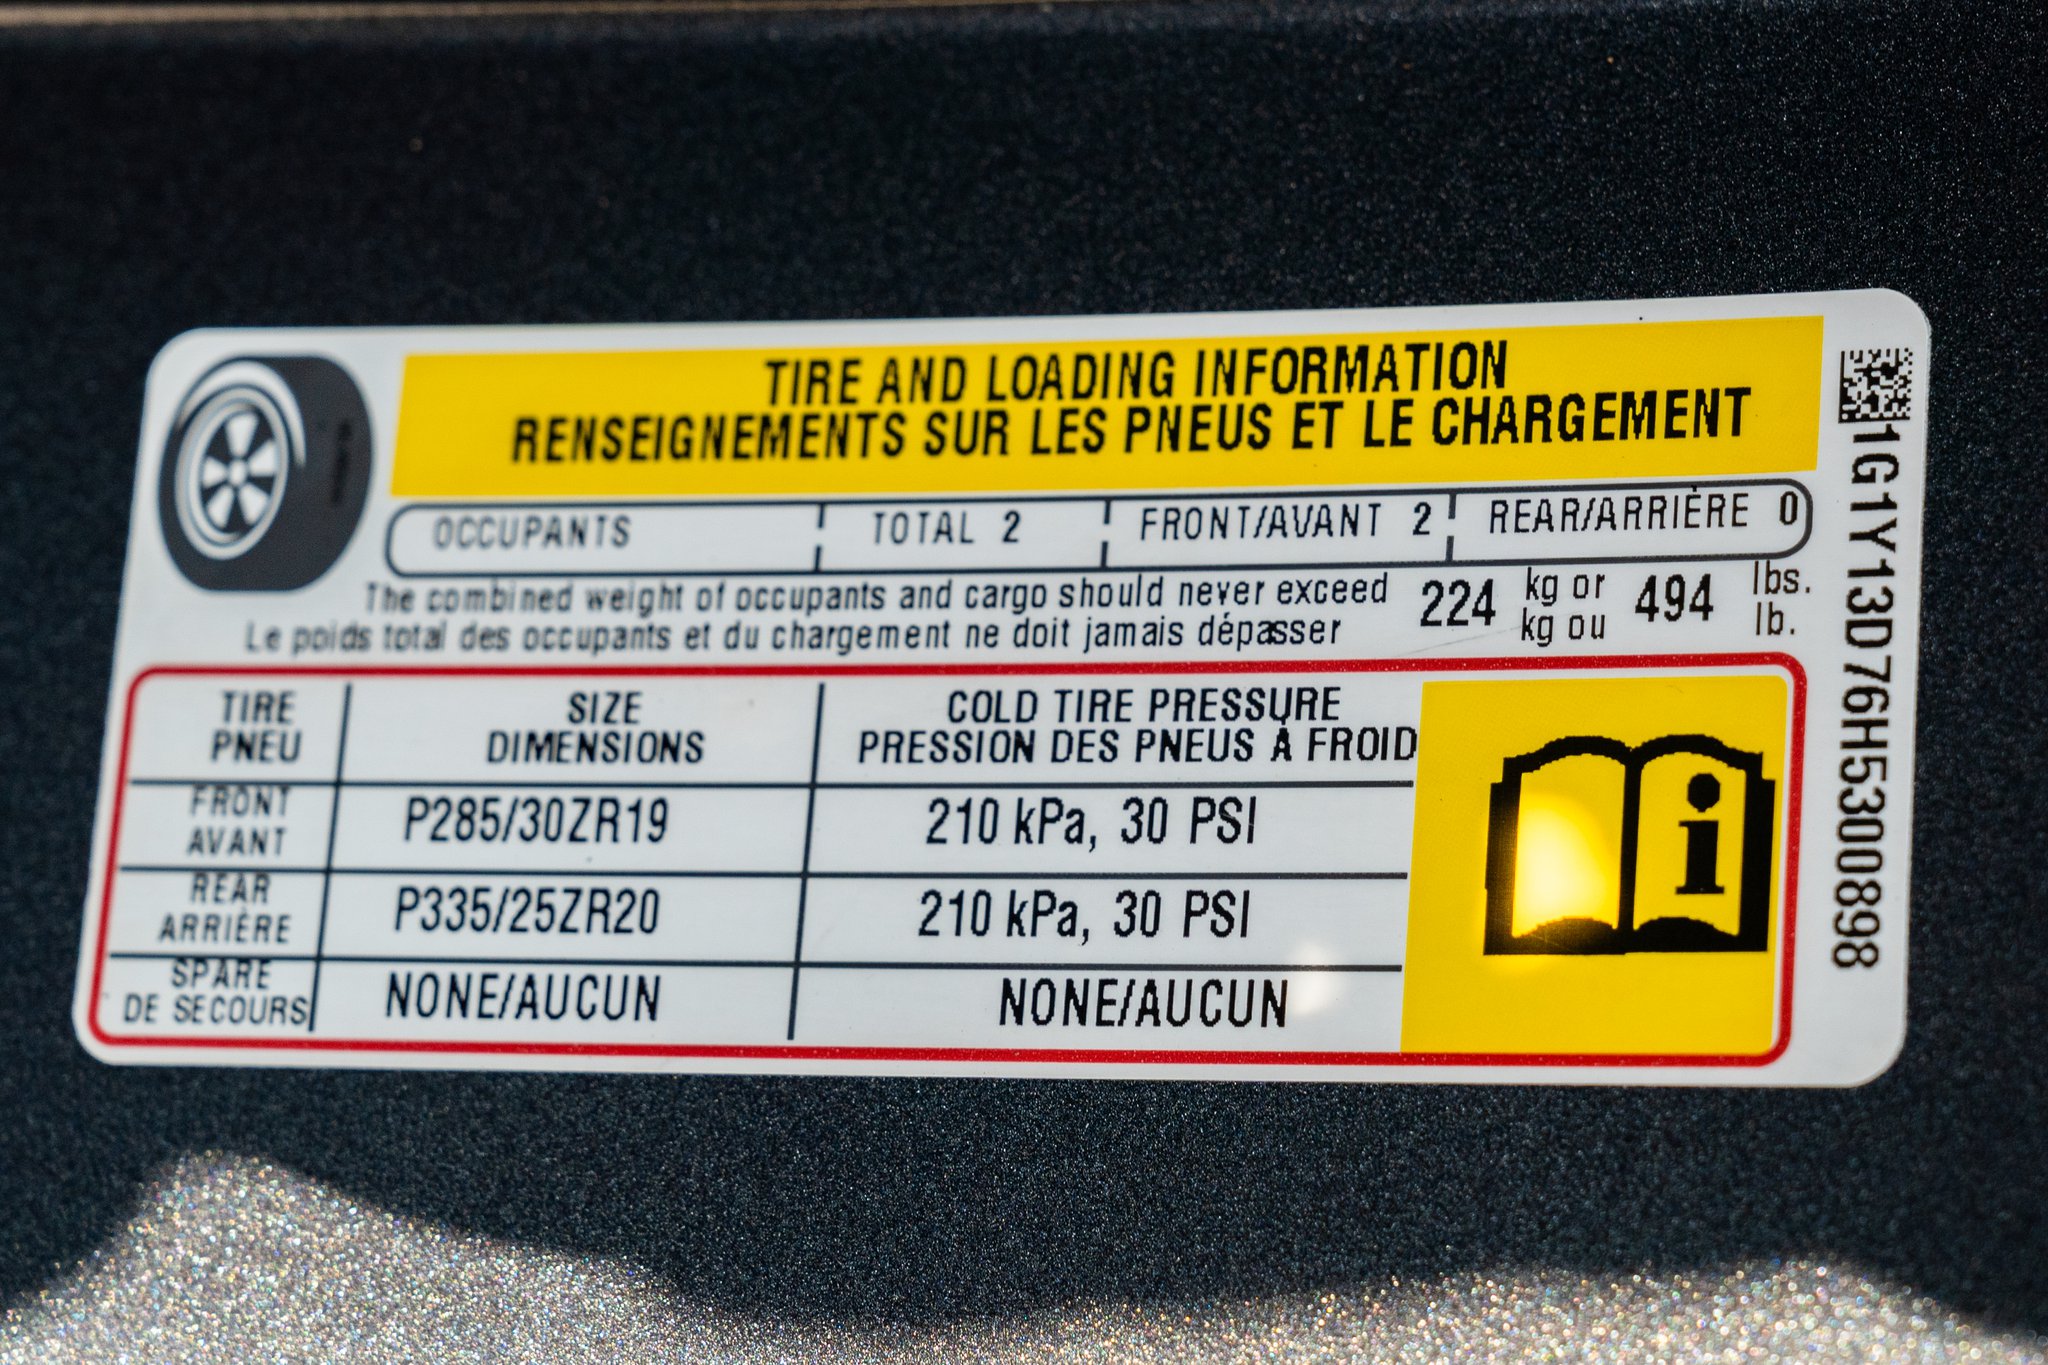 TIRE AND LOADING INFORMATION
RENSEIGNEMENTS SUR LES PNEUS ET LE CHARGEMENT
OCCUPANTS TOTAL 2 FRONT/AVANT 2 REAR/ARRIÈRE 0
The combined weight of occupants and cargo should never exceed 224 kg or 494 lbs.
Le poids total des occupants et du chargement ne doit jamais dépasser kg ou lb.
TIRE SIZE COLD TIRE PRESSURE
PNEU DIMENSIONS PRESSION DES PNEUS À FROID
FRONT
AVANT P285/30ZR19 210 kPa, 30 PSI
REAR
ARRIÈRE P335/25ZR20 210 kPa, 30 PSI
SPARE
DE SECOURS NONE/AUCUN NONE/AUCUN
i
1G1Y13D76H5300898